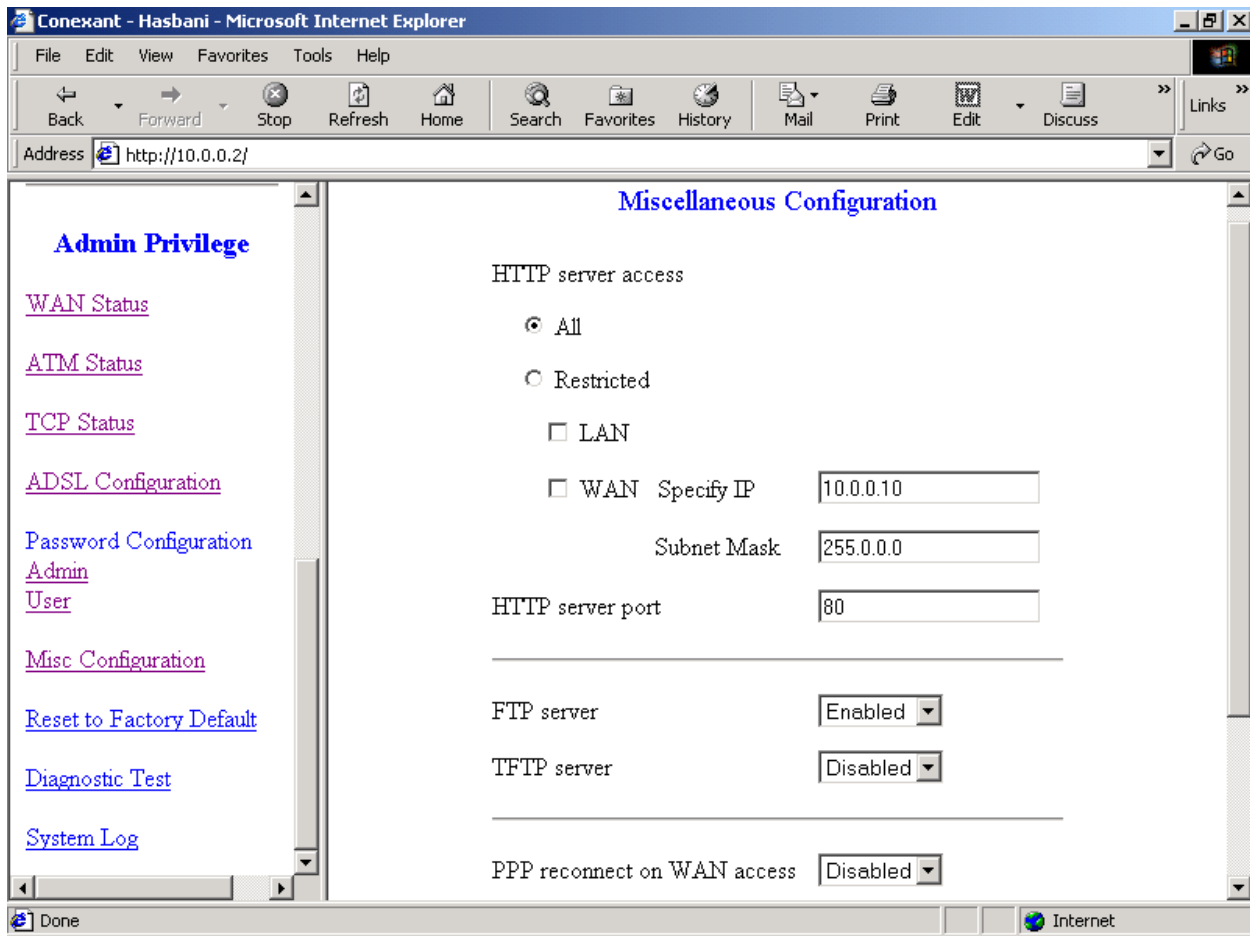 Conexant - Hasbani - Microsoft Internet Explorer
File Edit View Favorites Tools Help
Back Forward Stop Refresh Home Search Favorites History Mail Print Edit Discuss » Links »
Address http://10.0.0.2/ Go
Admin Privilege
WAN Status
ATM Status
TCP Status
ADSL Configuration
Password Configuration
Admin
User
Misc Configuration
Reset to Factory Default
Diagnostic Test
System Log
Miscellaneous Configuration
HTTP server access
All
Restricted
LAN
WAN Specify IP 10.0.0.10
Subnet Mask 255.0.0.0
HTTP server port 80
FTP server Enabled
TFTP server Disabled
PPP reconnect on WAN access Disabled
Done Internet